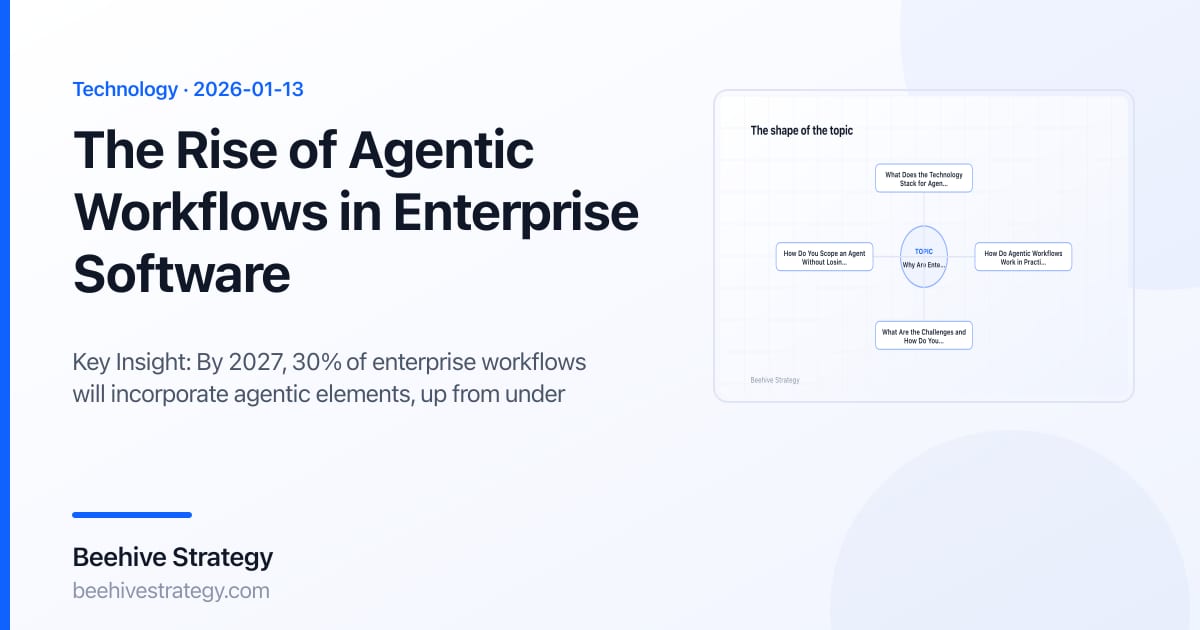 Technology · 2026-01-13
The Rise of Agentic
Workflows in Enterprise
Software
Key Insight: By 2027, 30% of enterprise workflows
will incorporate agentic elements, up from under
Beehive Strategy
beehivestrategy.com
The shape of the topic
What Does the Technology
Stack for Agen...
How Do You Scope an Agent
Without Losin...
TOPIC
Why Are Ente...
How Do Agentic Workflows
Work in Practi...
What Are the Challenges and
How Do You...
Beehive Strategy